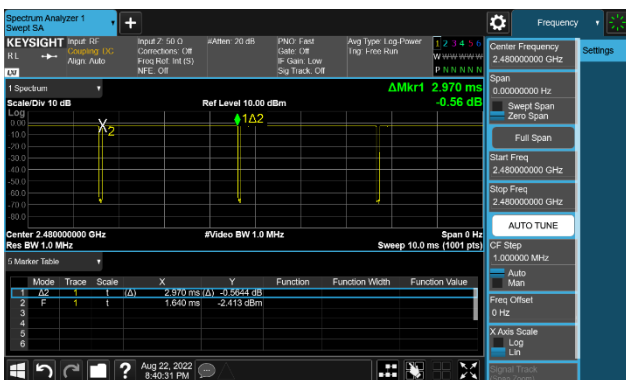 Spectrum Analyzer 1
Swept SA
Frequency
KEYSIGHT Input: RF
RL Coupling: DC
Align: Auto
LXI
Input Z: 50 Ω
Corrections: Off
Freq Ref: Int (S)
NFE: Off
#Atten: 20 dB
PNO: Fast
Gate: Off
IF Gain: Low
Sig Track: Off
Avg Type: Log-Power
Trig: Free Run
1 2 3 4 5 6
W W W W W W
P N N N N N
1 Spectrum
ΔMkr1 2.970 ms
-0.56 dB
Scale/Div 10 dB
Ref Level 10.00 dBm
Log
0.00
-10.0
-20.0
-30.0
-40.0
-50.0
-60.0
-70.0
-80.0
X2
1Δ2
Center 2.480000000 GHz
Res BW 1.0 MHz
#Video BW 1.0 MHz
Span 0 Hz
Sweep 10.0 ms (1001 pts)
5 Marker Table
Mode Trace Scale X Y Function Function Width Function Value
1 Δ2 1 t (Δ) 2.970 ms (Δ) -0.5644 dB
2 F 1 t 1.640 ms -2.413 dBm
3
4
5
6
?
Aug 22, 2022
8:40:31 PM
Center Frequency
2.480000000 GHz
Span
0.00000000 Hz
Swept Span
Zero Span
Full Span
Start Freq
2.480000000 GHz
Stop Freq
2.480000000 GHz
AUTO TUNE
CF Step
1.000000 MHz
Auto
Man
Freq Offset
0 Hz
X Axis Scale
Log
Lin
Signal Track
(Span Zoom)
Settings